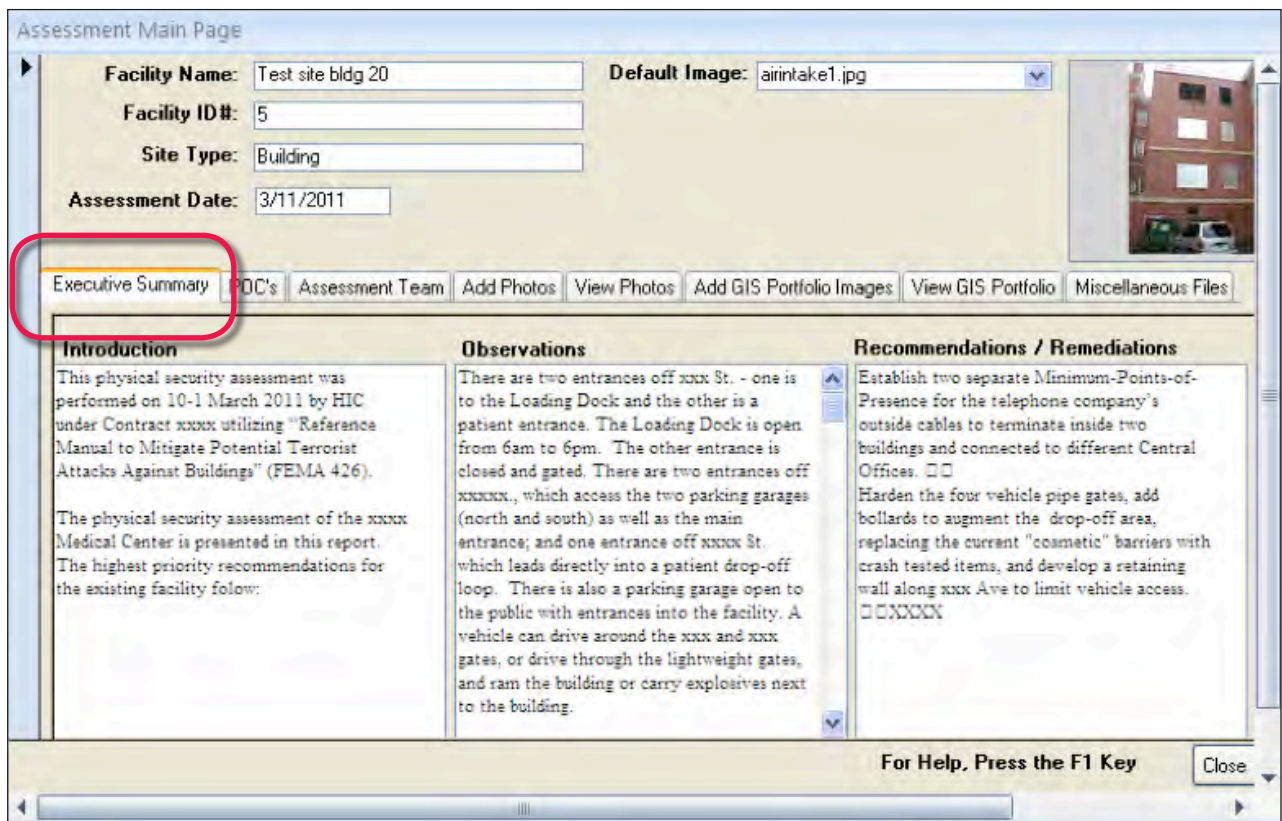 Assessment Main Page
Facility Name: Test site bldg 20
Default Image: airintake1.jpg
Facility ID#: 5
Site Type: Building
Assessment Date: 3/11/2011
Executive Summary POC's Assessment Team Add Photos View Photos Add GIS Portfolio Images View GIS Portfolio Miscellaneous Files
Introduction
This physical security assessment was
performed on 10-1 March 2011 by HIC
under Contract xxxx utilizing "Reference
Manual to Mitigate Potential Terrorist
Attacks Against Buildings" (FEMA 426).
The physical security assessment of the xxxx
Medical Center is presented in this report.
The highest priority recommendations for
the existing facility folow:
Observations
There are two entrances off xxx St. - one is
to the Loading Dock and the other is a
patient entrance. The Loading Dock is open
from 6am to 6pm. The other entrance is
closed and gated. There are two entrances off
xxxxx., which access the two parking garages
(north and south) as well as the main
entrance; and one entrance off xxxx St.
which leads directly into a patient drop-off
loop. There is also a parking garage open to
the public with entrances into the facility. A
vehicle can drive around the xxx and xxx
gates, or drive through the lightweight gates,
and ram the building or carry explosives next
to the building.
Recommendations / Remediations
Establish two separate Minimum-Points-of-
Presence for the telephone company's
outside cables to terminate inside two
buildings and connected to different Central
Offices. □□
Harden the four vehicle pipe gates, add
bollards to augment the drop-off area,
replacing the current "cosmetic" barriers with
crash tested items, and develop a retaining
wall along xxx Ave to limit vehicle access.
□□XXXX
For Help, Press the F1 Key
Close